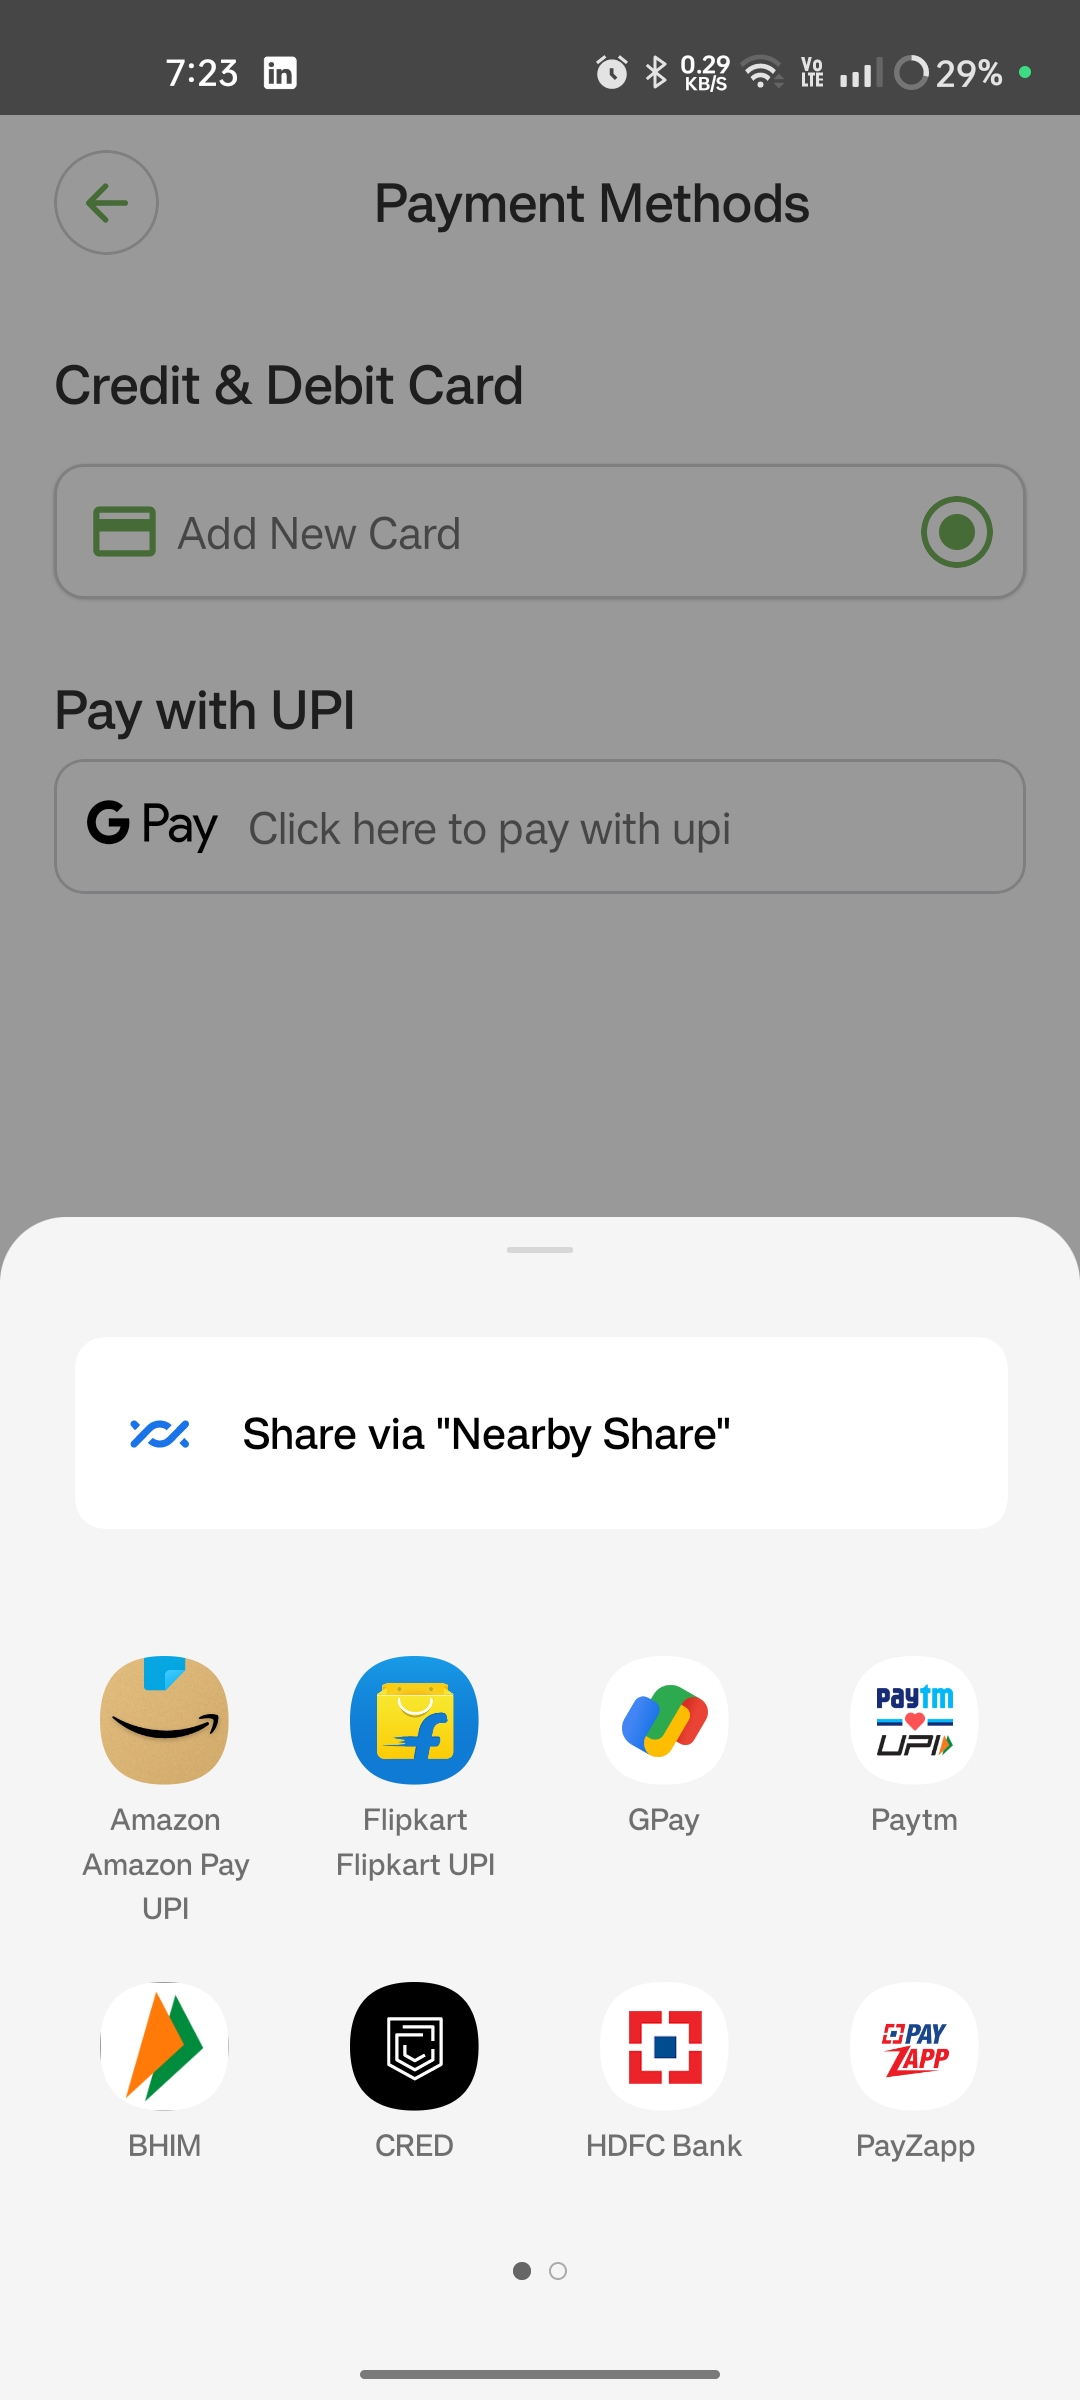 7:23 in 0.29 KB/S Vo LTE 29%
Payment Methods
Credit & Debit Card
Add New Card
Pay with UPI
G Pay Click here to pay with upi
Share via "Nearby Share"
paytm
UPI
Amazon Flipkart GPay Paytm
Amazon Pay Flipkart UPI
UPI
PAY
ZAPP
BHIM CRED HDFC Bank PayZapp